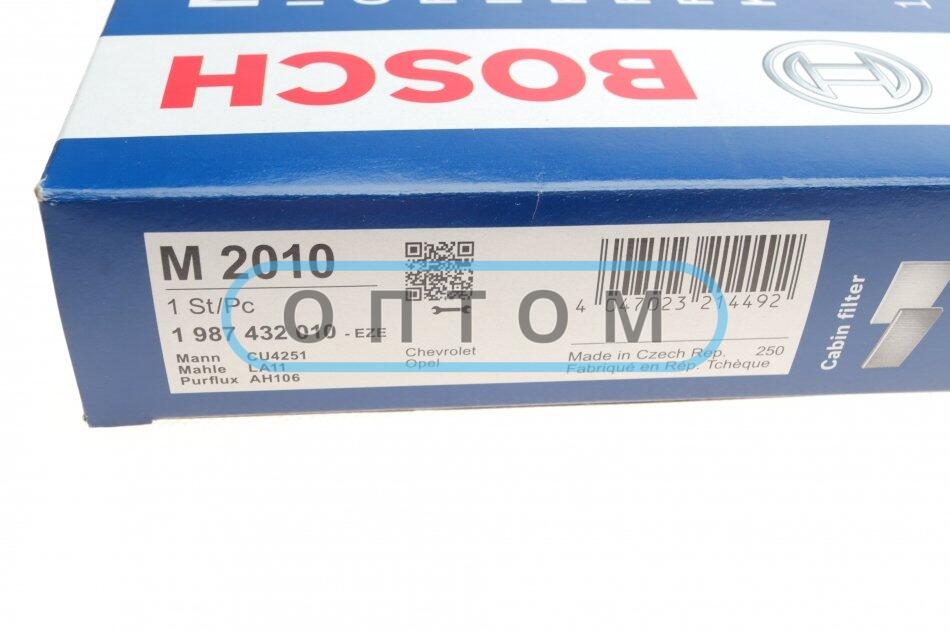 BOSCH
M 2010
1 St/Pc
1 987 432 010 - EZE
Mann CU4251
Mahle LA11
Purflux AH106
Chevrolet
Opel
4 047023 214492
Made in Czech Rep. 250
Fabriqué en Rép. Tchèque
Cabin filter
ОПТОМ